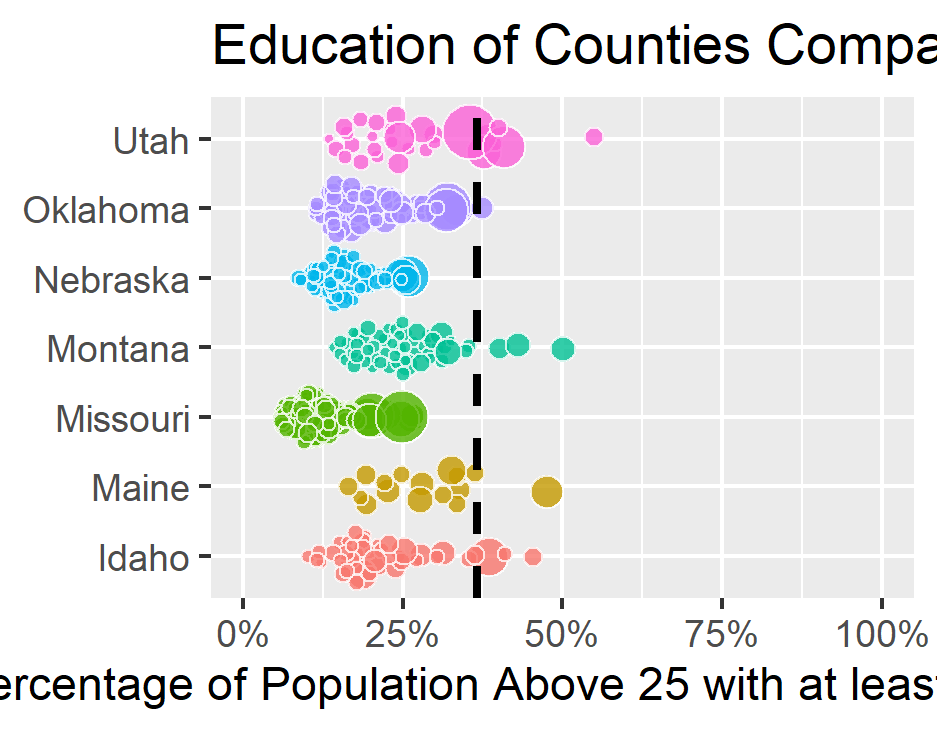 Education of Counties Compa
Utah
Oklahoma
Nebraska
Montana
Missouri
Maine
Idaho
0% 25% 50% 75% 100%
ercentage of Population Above 25 with at least